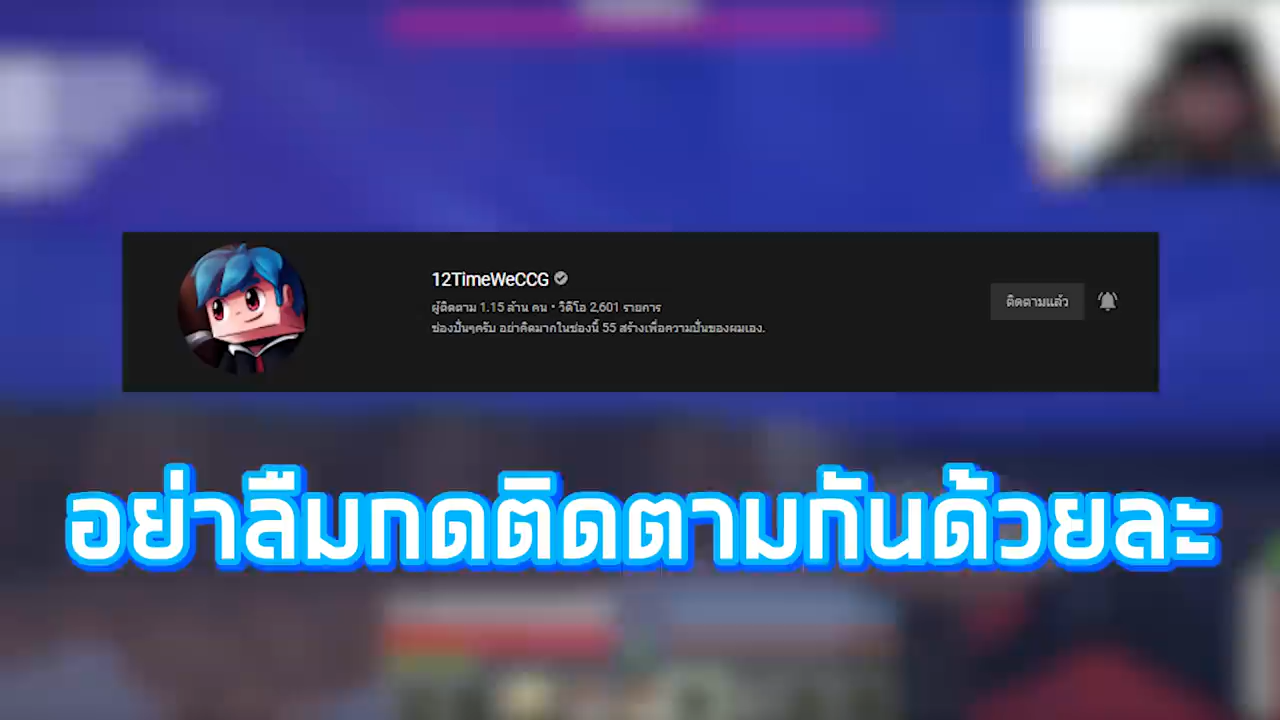 12TimeWeCCG
ผู้ติดตาม 1.15 ล้าน คน • วิดีโอ 2,601 รายการ
ช่องปั่นๆครับ อย่าคิดมากในช่องนี้ 55 สร้างเพื่อความปั่นของผมเอง.
ติดตามแล้ว
อย่าลืมกดติดตามกันด้วยละ